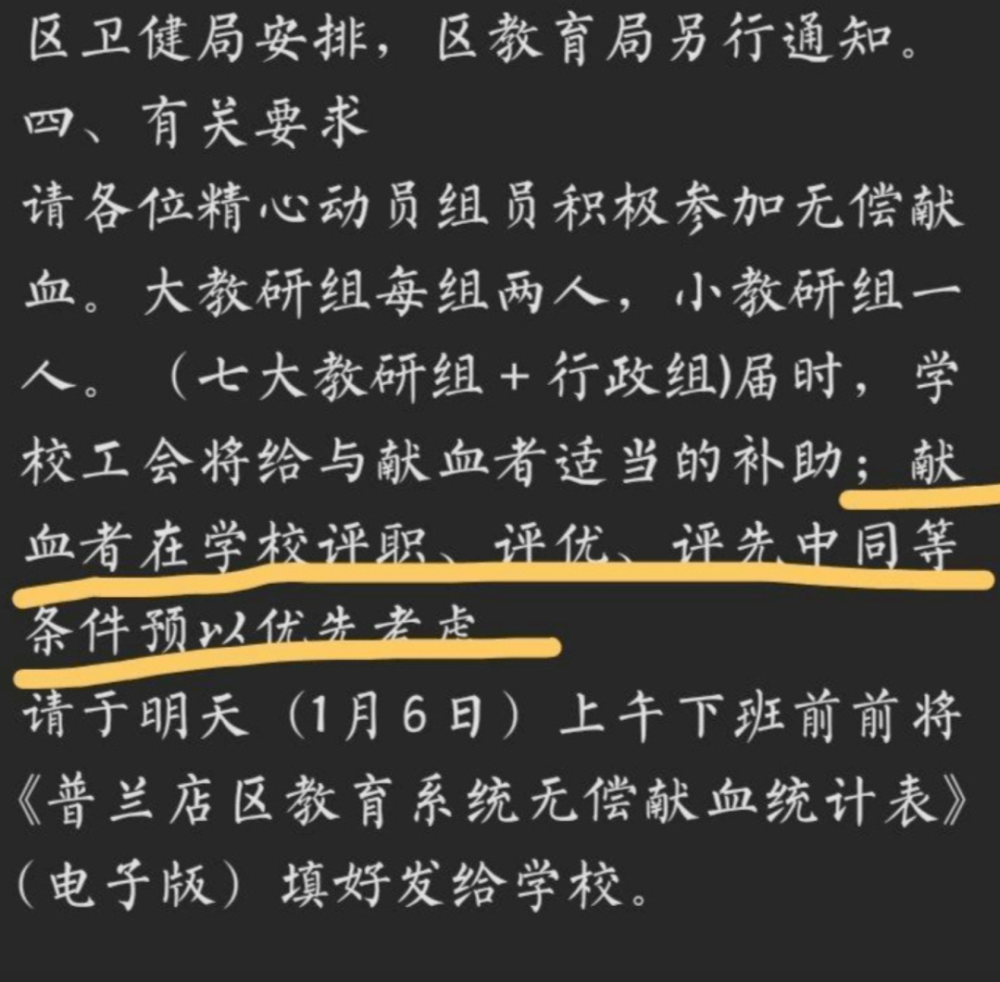 区卫健局安排，区教育局另行通知。
四、有关要求
请各位精心动员组员积极参加无偿献
血。大教研组每组两人，小教研组一
人。（七大教研组＋行政组)届时，学
校工会将给与献血者适当的补助；献
血者在学校评职、评优、评先中同等
条件预以优先考虑
请于明天（1月6日）上午下班前前将
《普兰店区教育系统无偿献血统计表》
（电子版）填好发给学校。